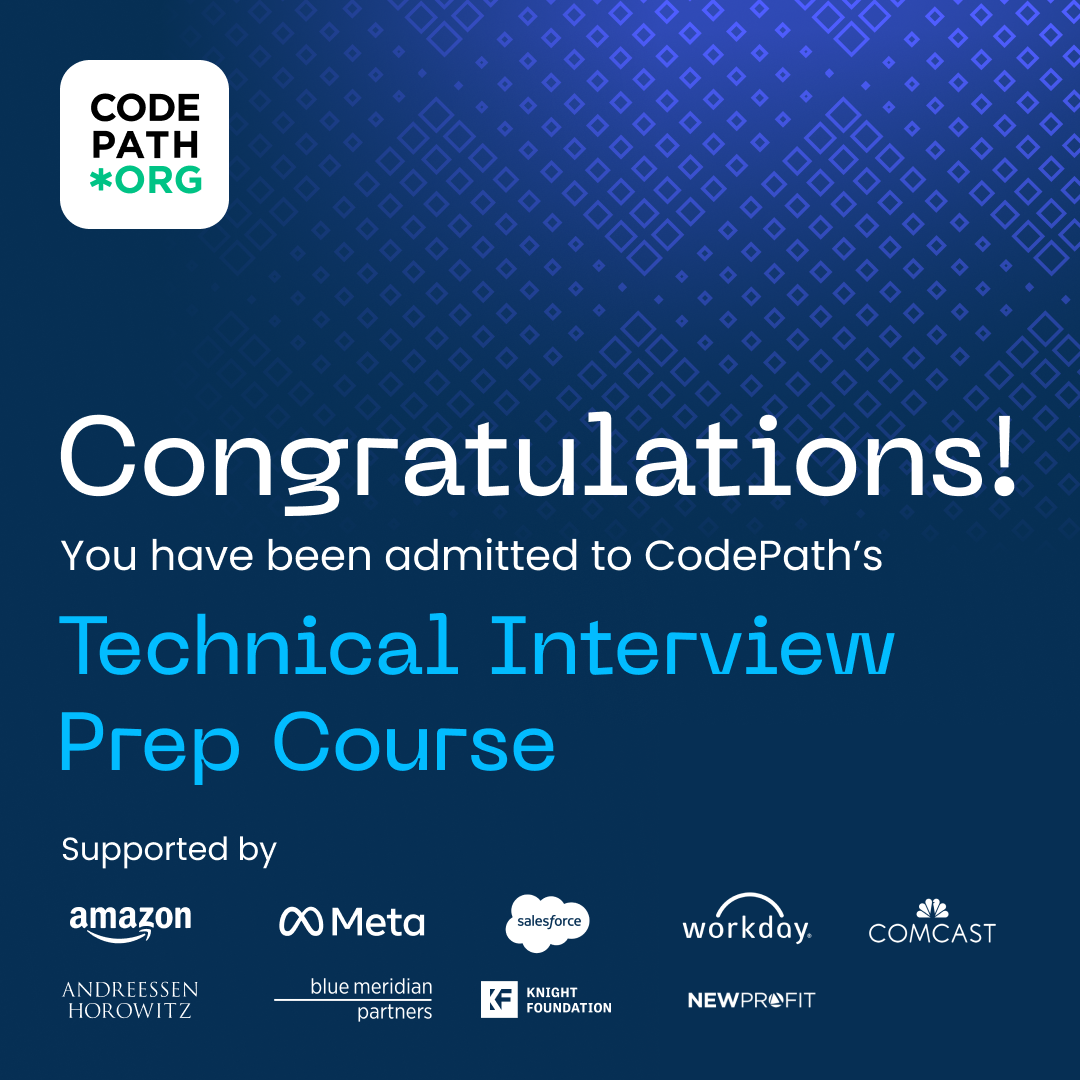 CODE
PATH
*ORG
Congratulations!
You have been admitted to CodePath’s
Technical Interview
Prep Course
Supported by
amazon
Meta
salesforce
workday.
COMCAST
ANDREESSEN
HOROWITZ
blue meridian
partners
KF
KNIGHT
FOUNDATION
NEWPROFIT